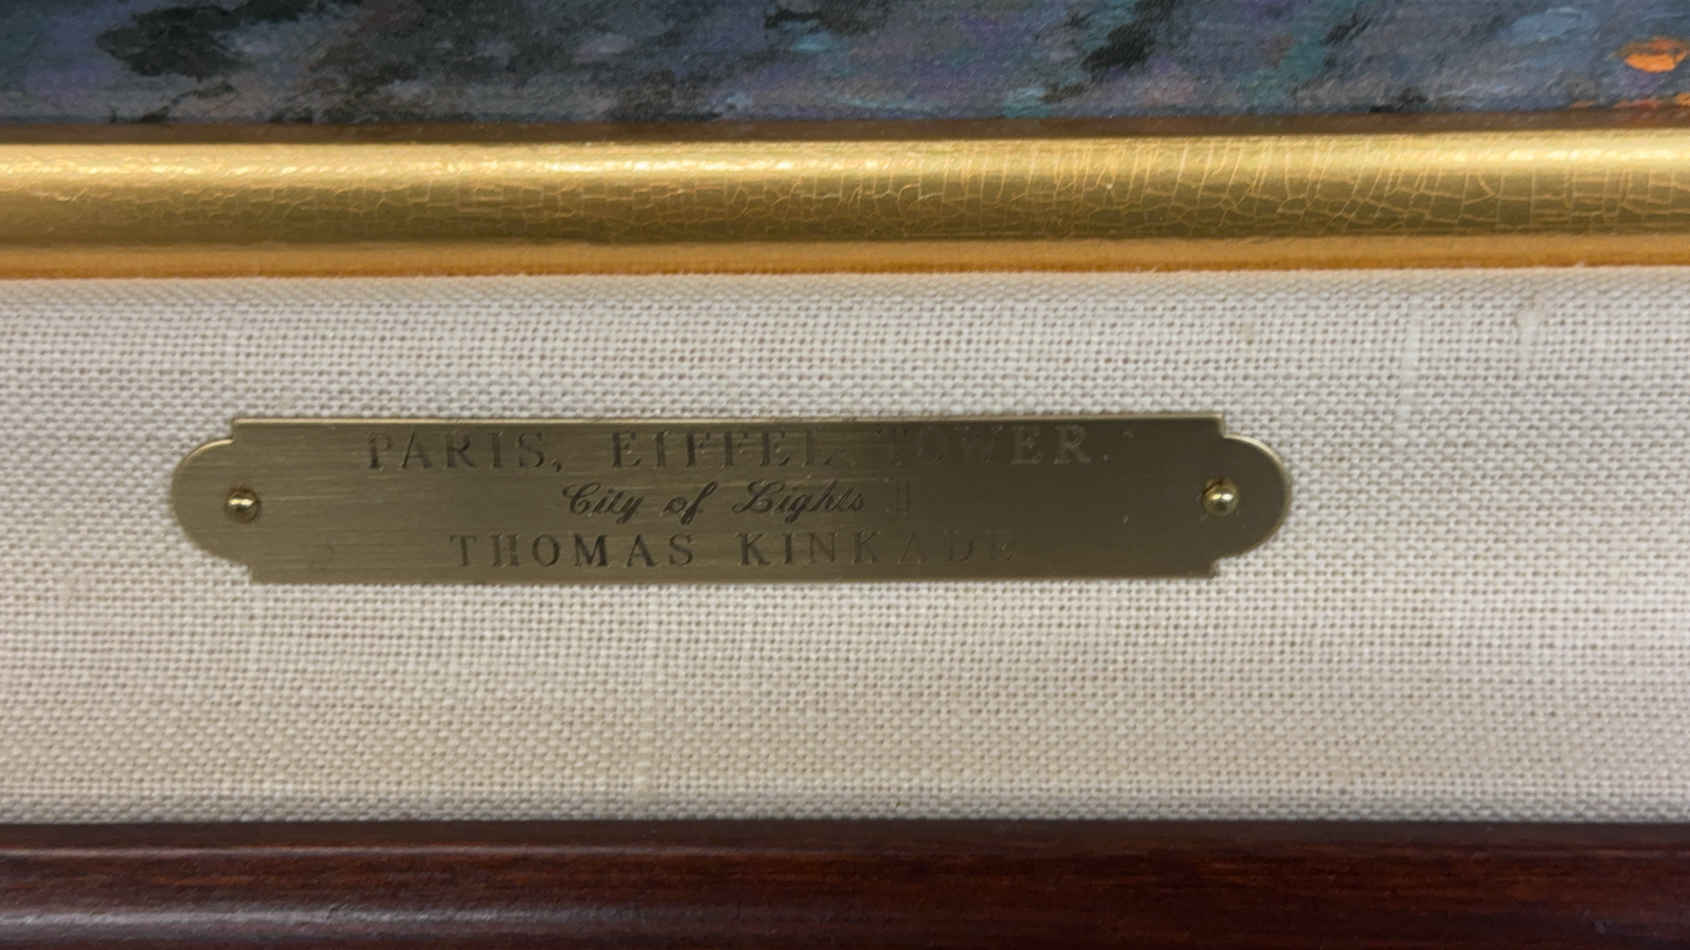 PARIS, EIFFEL TOWER.
City of Lights
THOMAS KINKADE